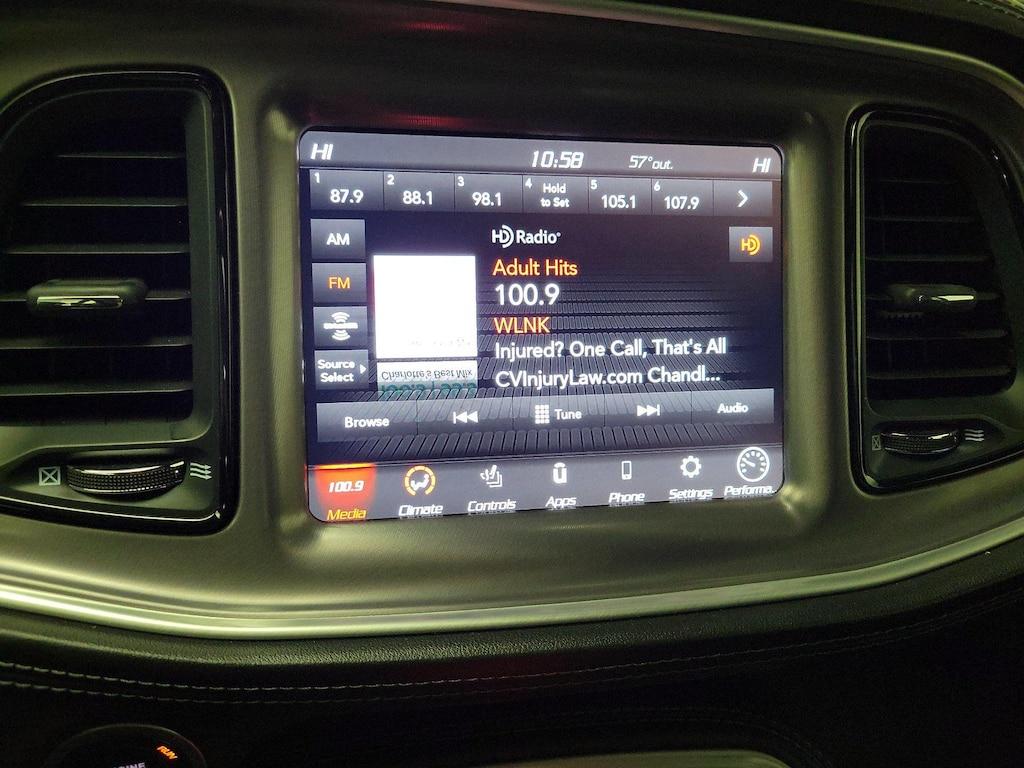 HI 10:58 57°out. HI
1 87.9 2 88.1 3 98.1 4 Hold to Set 5 105.1 6 107.9
AM
FM
Source
Select
HD Radio
HD
Adult Hits
100.9
WLNK
Injured? One Call, That's All
CVInjuryLaw.com Chandl...
Charlotte's Best Mix
Browse Tune Audio
100.9
Media Climate Controls Apps Phone Settings Performa..
RUN